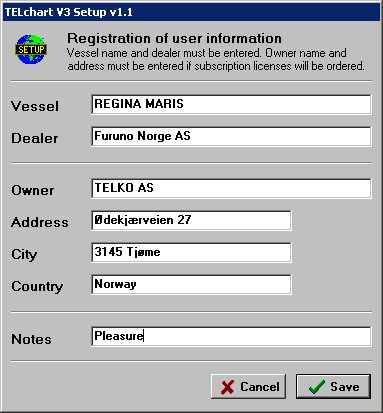 TELchart V3 Setup v1.1
SETUP
Registration of user information
Vessel name and dealer must be entered. Owner name and
address must be entered if subscription licenses will be ordered.
Vessel REGINA MARIS
Dealer Furuno Norge AS
Owner TELKO AS
Address Ødekjærveien 27
City 3145 Tjøme
Country Norway
Notes Pleasure
Cancel Save